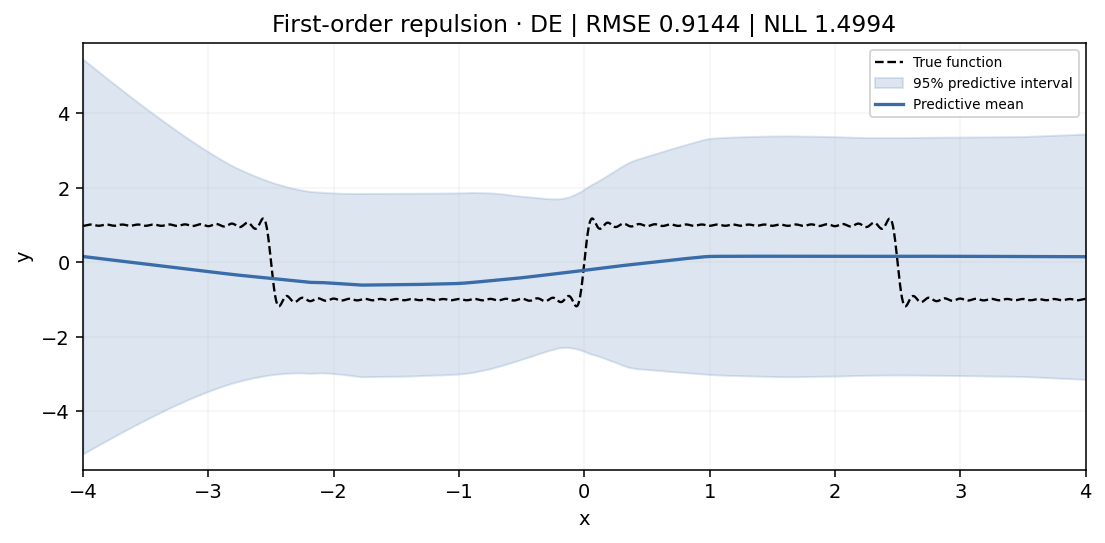 First-order repulsion · DE | RMSE 0.9144 | NLL 1.4994
True function
95% predictive interval
Predictive mean
y
4
2
0
−2
−4
−4 −3 −2 −1 0 1 2 3 4
x